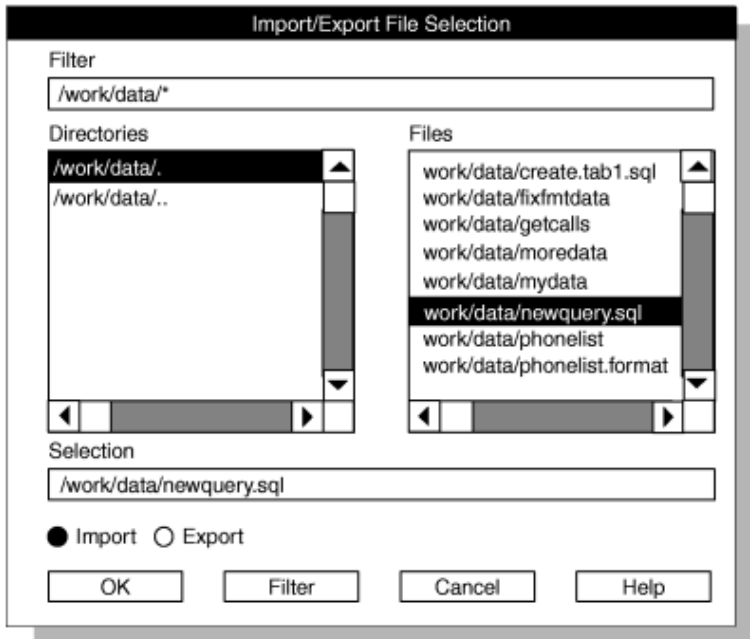 Import/Export File Selection
Filter
/work/data/*
Directories
/work/data/.
/work/data/..
Files
work/data/create.tab1.sql
work/data/fixfmtdata
work/data/getcalls
work/data/moredata
work/data/mydata
work/data/newquery.sql
work/data/phonelist
work/data/phonelist.format
Selection
/work/data/newquery.sql
Import Export
OK Filter Cancel Help